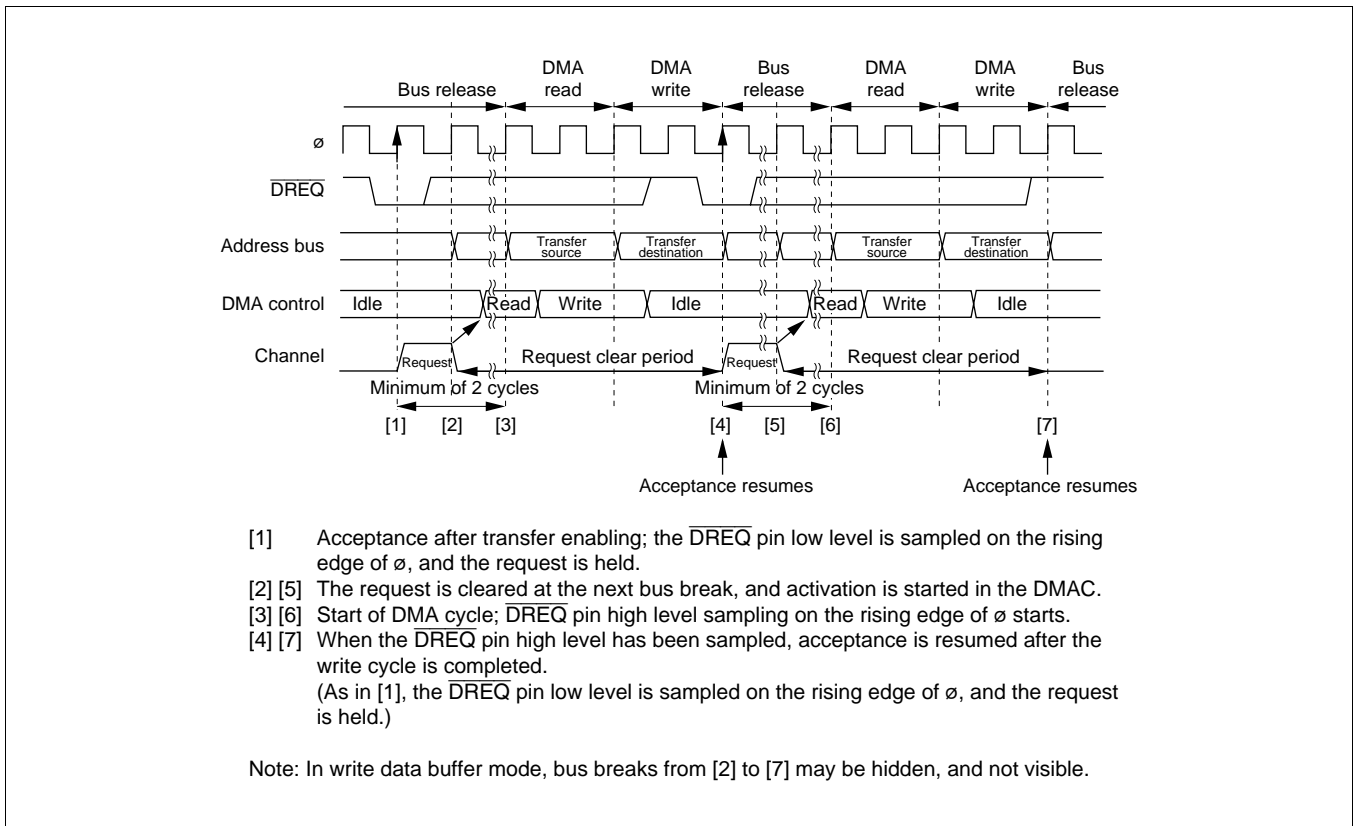 DMA DMA Bus DMA DMA Bus
Bus release read write release read write release
ø
DREQ
Address bus Transfer source Transfer destination Transfer source Transfer destination
DMA control Idle Read Write Idle Read Write Idle
Channel Request Request clear period Request Request clear period
Minimum of 2 cycles Minimum of 2 cycles
[1] [2] [3] [4] [5] [6] [7]
Acceptance resumes Acceptance resumes
[1] Acceptance after transfer enabling; the DREQ pin low level is sampled on the rising
edge of ø, and the request is held.
[2] [5] The request is cleared at the next bus break, and activation is started in the DMAC.
[3] [6] Start of DMA cycle; DREQ pin high level sampling on the rising edge of ø starts.
[4] [7] When the DREQ pin high level has been sampled, acceptance is resumed after the
write cycle is completed.
(As in [1], the DREQ pin low level is sampled on the rising edge of ø, and the request
is held.)
Note: In write data buffer mode, bus breaks from [2] to [7] may be hidden, and not visible.